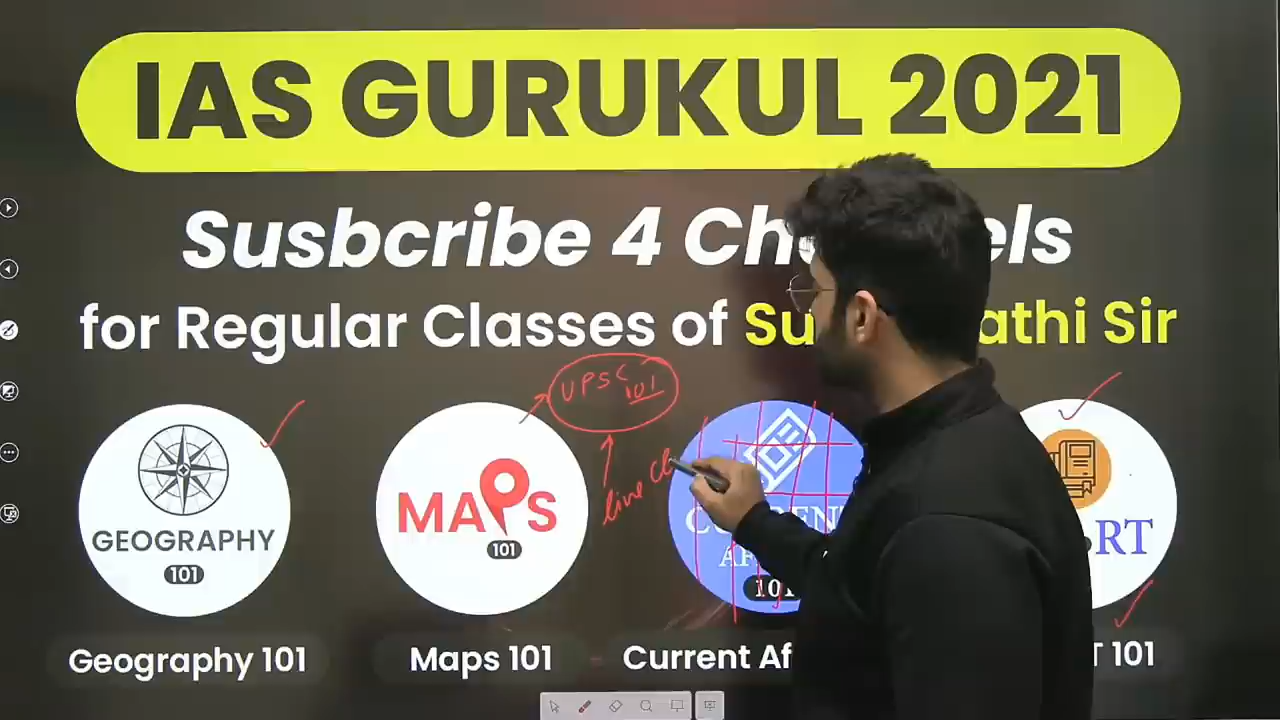 IAS GURUKUL 2021
Susbcribe 4 Ch els
for Regular Classes of Su athi Sir
UPSC 101
live
GEOGRAPHY
101
MAPS
101
101
RT
Geography 101
Maps 101
Current Af
T 101